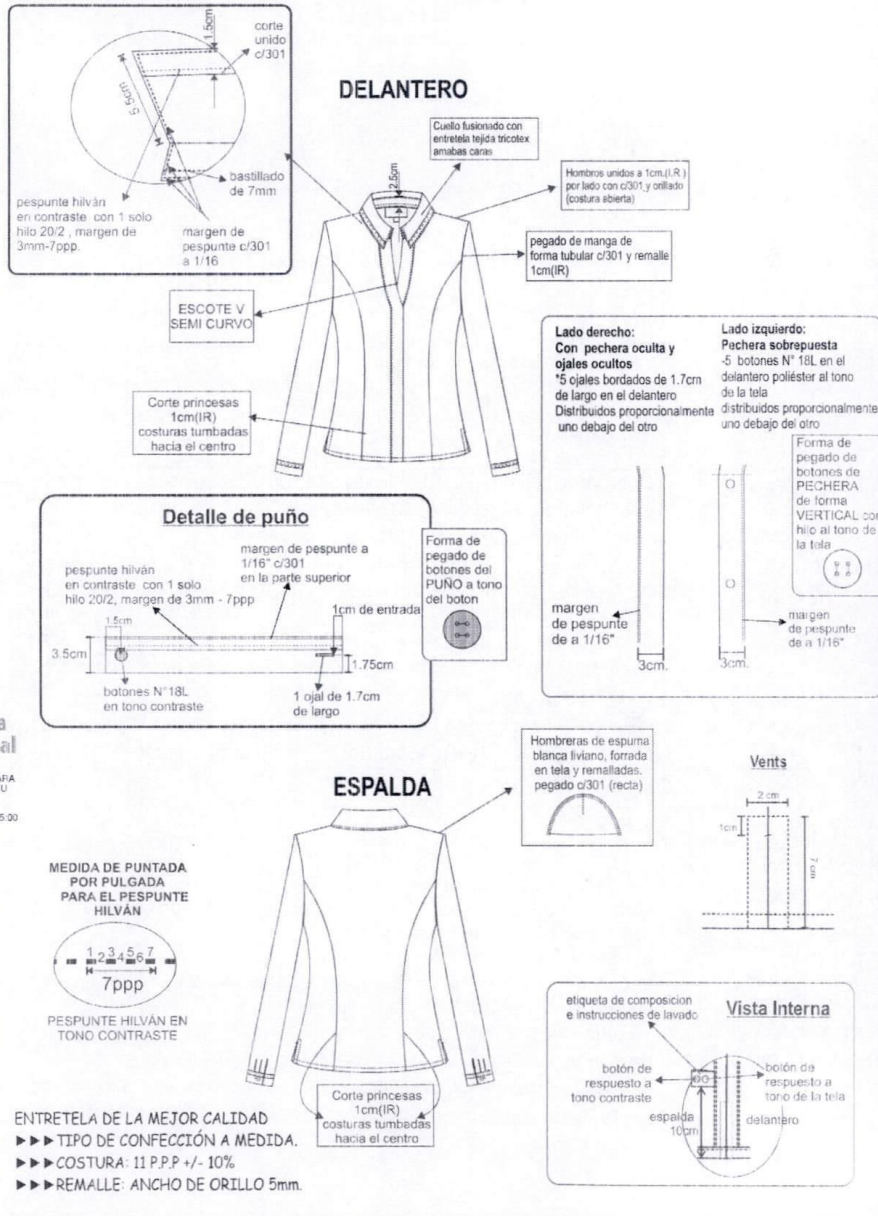 1.5cm
corte
unido
c/301
5.5cm
bastillado
de 7mm
pespunte hilván
en contraste con 1 solo
hilo 20/2 , margen de
3mm-7ppp.
margen de
pespunte c/301
a 1/16
DELANTERO
Cuello fusionado con
entretela tejida tricotex
amabas caras
2.5cm
Hombros unidos a 1cm.(I.R.)
por lado con c/301 y orillado
(costura abierta)
pegado de manga de
forma tubular c/301 y remalle
1cm(IR)
ESCOTE V
SEMI CURVO
Corte princesas
1cm(IR)
costuras tumbadas
hacia el centro
Lado derecho:
Con pechera oculta y
ojales ocultos
*5 ojales bordados de 1.7cm
de largo en el delantero
Distribuidos proporcionalmente
uno debajo del otro
Lado izquierdo:
Pechera sobrepuesta
-5 botones N° 18L en el
delantero poliéster al tono
de la tela
distribuidos proporcionalmente
uno debajo del otro
Forma de
pegado de
botones de
PECHERA
de forma
VERTICAL con
hilo al tono de
la tela
margen
de pespunte
de a 1/16"
3cm.
3cm.
margen
de pespunte
de a 1/16"
Detalle de puño
pespunte hilván
en contraste con 1 solo
hilo 20/2, margen de 3mm - 7ppp
margen de pespunte a
1/16" c/301
en la parte superior
1cm de entrada
1.5cm
3.5cm
1.75cm
botones N°18L
en tono contraste
1 ojal de 1.7cm
de largo
Forma de
pegado de
botones del
PUÑO a tono
del boton
a
al
ARA
U
5:00
ESPALDA
Hombreras de espuma
blanca liviano, forrada
en tela y remalladas.
pegado c/301 (recta)
Vents
2 cm
1cm
7 cm
MEDIDA DE PUNTADA
POR PULGADA
PARA EL PESPUNTE
HILVÁN
1 2 3 4 5 6 7
7ppp
PESPUNTE HILVÁN EN
TONO CONTRASTE
Corte princesas
1cm(IR)
costuras tumbadas
hacia el centro
etiqueta de composicion
e instrucciones de lavado
Vista Interna
botón de
respuesto a
tono contraste
botón de
respuesto a
tono de la tela
espalda
10cm
delantero
ENTRETELA DE LA MEJOR CALIDAD
►►►TIPO DE CONFECCIÓN A MEDIDA.
►►►COSTURA: 11 P.P.P +/- 10%
►►►REMALLE: ANCHO DE ORILLO 5mm.